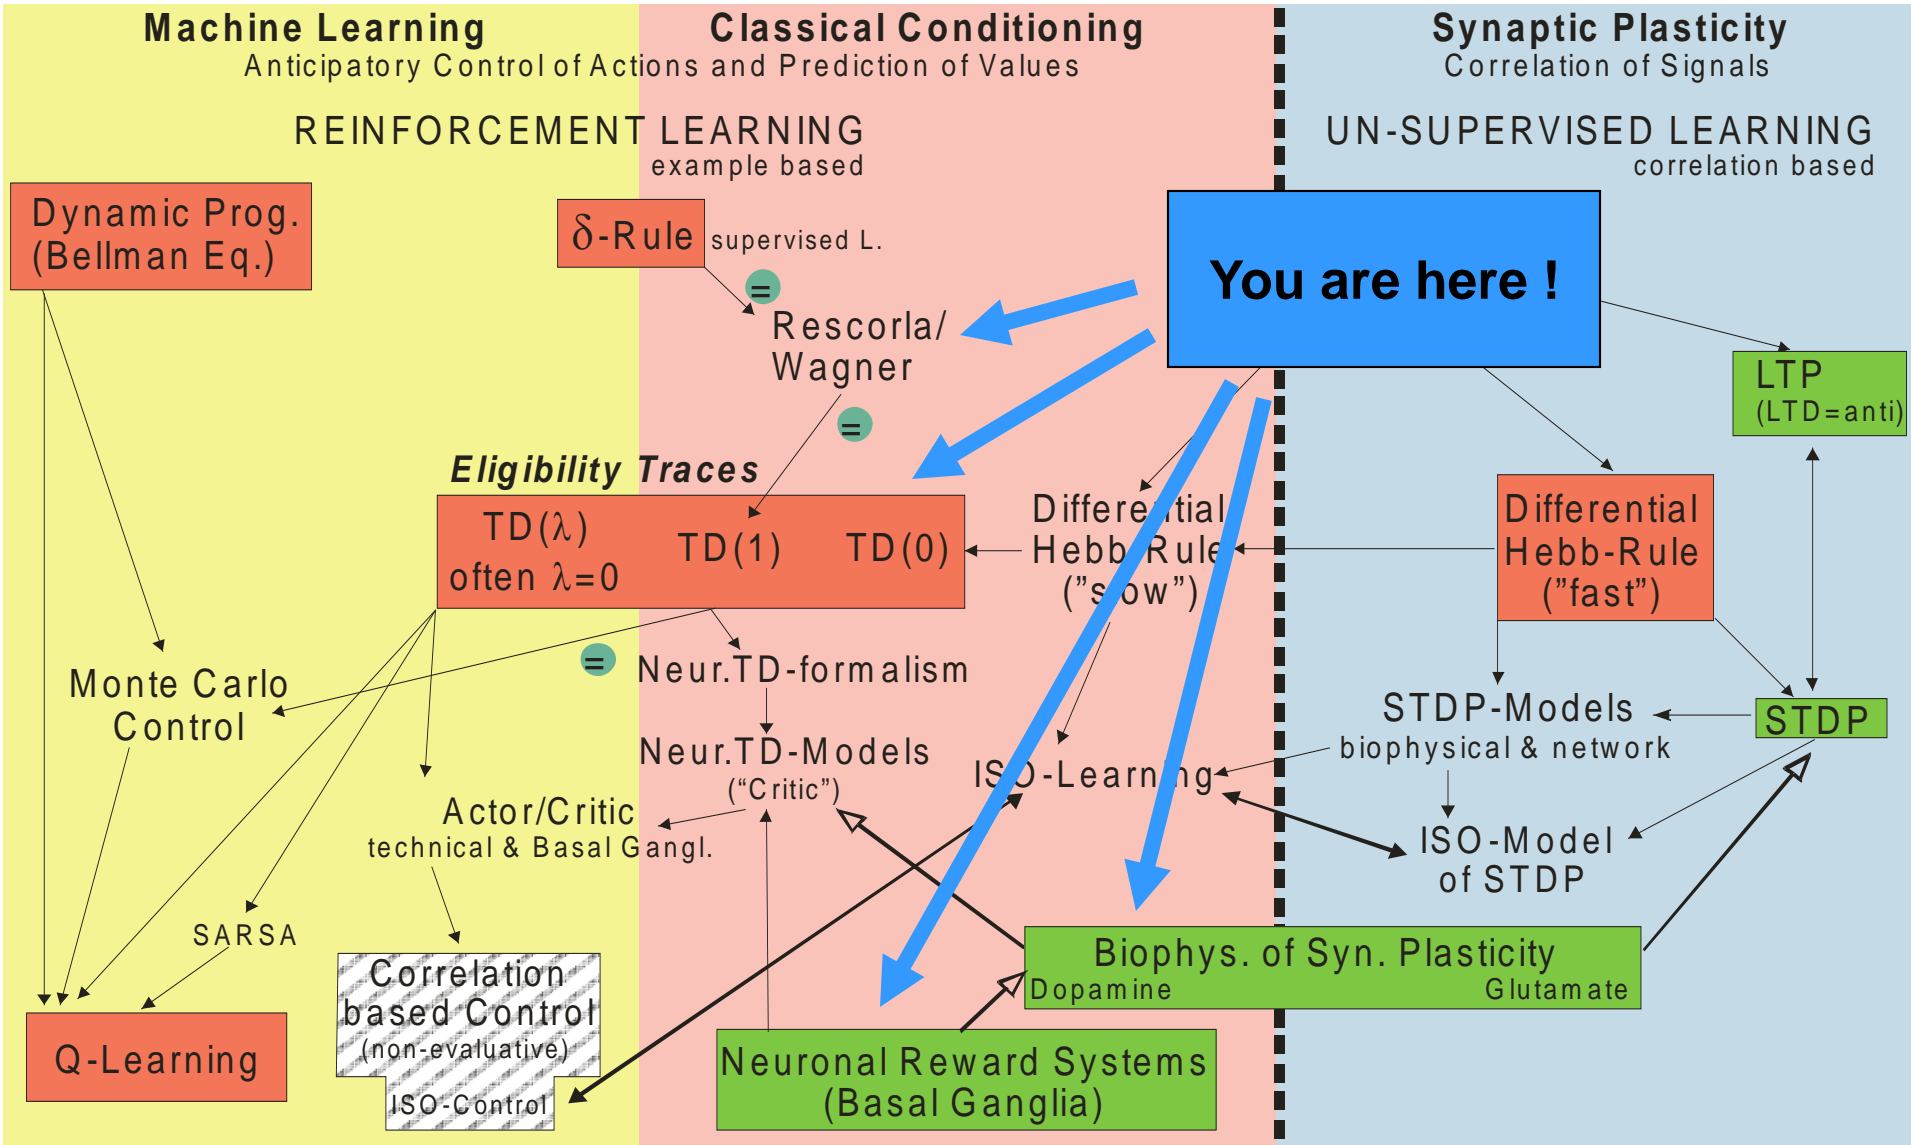 Machine Learning
Classical Conditioning
Anticipatory Control of Actions and Prediction of Values
Synaptic Plasticity
Correlation of Signals
REINFORCEMENT LEARNING
example based
UN-SUPERVISED LEARNING
correlation based
Dynamic Prog.
(Bellman Eq.)
δ-Rule supervised L.
=
You are here !
Rescorla/
Wagner
=
LTP
(LTD=anti)
Eligibility Traces
TD(λ)
often λ=0
TD(1)
TD(0)
Differential
Hebb-Rule
("slow")
Differential
Hebb-Rule
("fast")
=
Monte Carlo
Control
Neur.TD-formalism
Neur.TD-Models
("Critic")
ISO-Learning
STDP-Models
biophysical & network
STDP
Actor/Critic
technical & Basal Gangl.
ISO-Model
of STDP
SARSA
Correlation
based Control
(non-evaluative)
ISO-Control
Biophys. of Syn. Plasticity
Dopamine
Glutamate
Q-Learning
Neuronal Reward Systems
(Basal Ganglia)